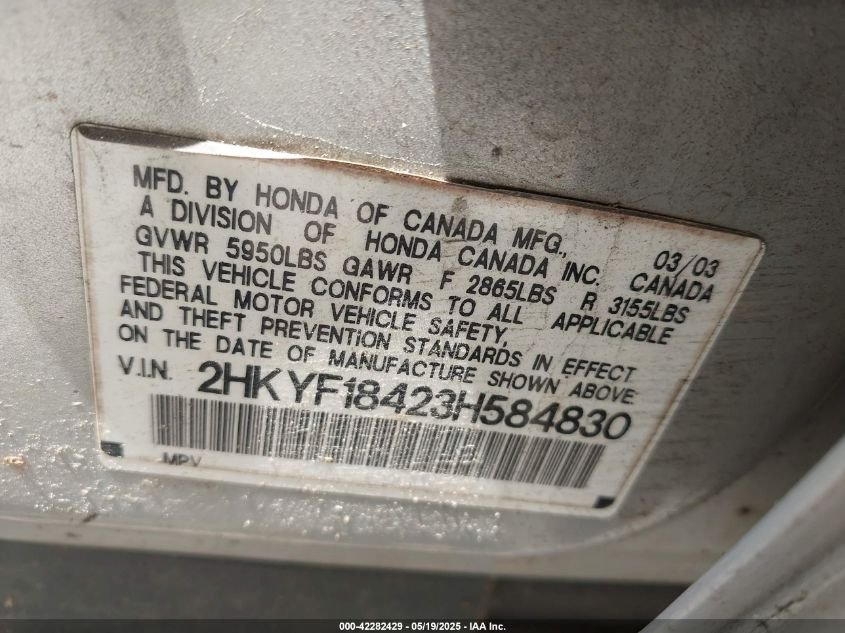 MFD. BY HONDA OF CANADA MFG., 03/03
A DIVISION OF HONDA CANADA INC. CANADA
GVWR 5950LBS GAWR F 2865LBS R 3155LBS
THIS VEHICLE CONFORMS TO ALL APPLICABLE
FEDERAL MOTOR VEHICLE SAFETY,
AND THEFT PREVENTION STANDARDS IN EFFECT
ON THE DATE OF MANUFACTURE SHOWN ABOVE
V.I.N. 2HKYF18423H584830
MPV
000-42282429 - 05/19/2025 - IAA Inc.